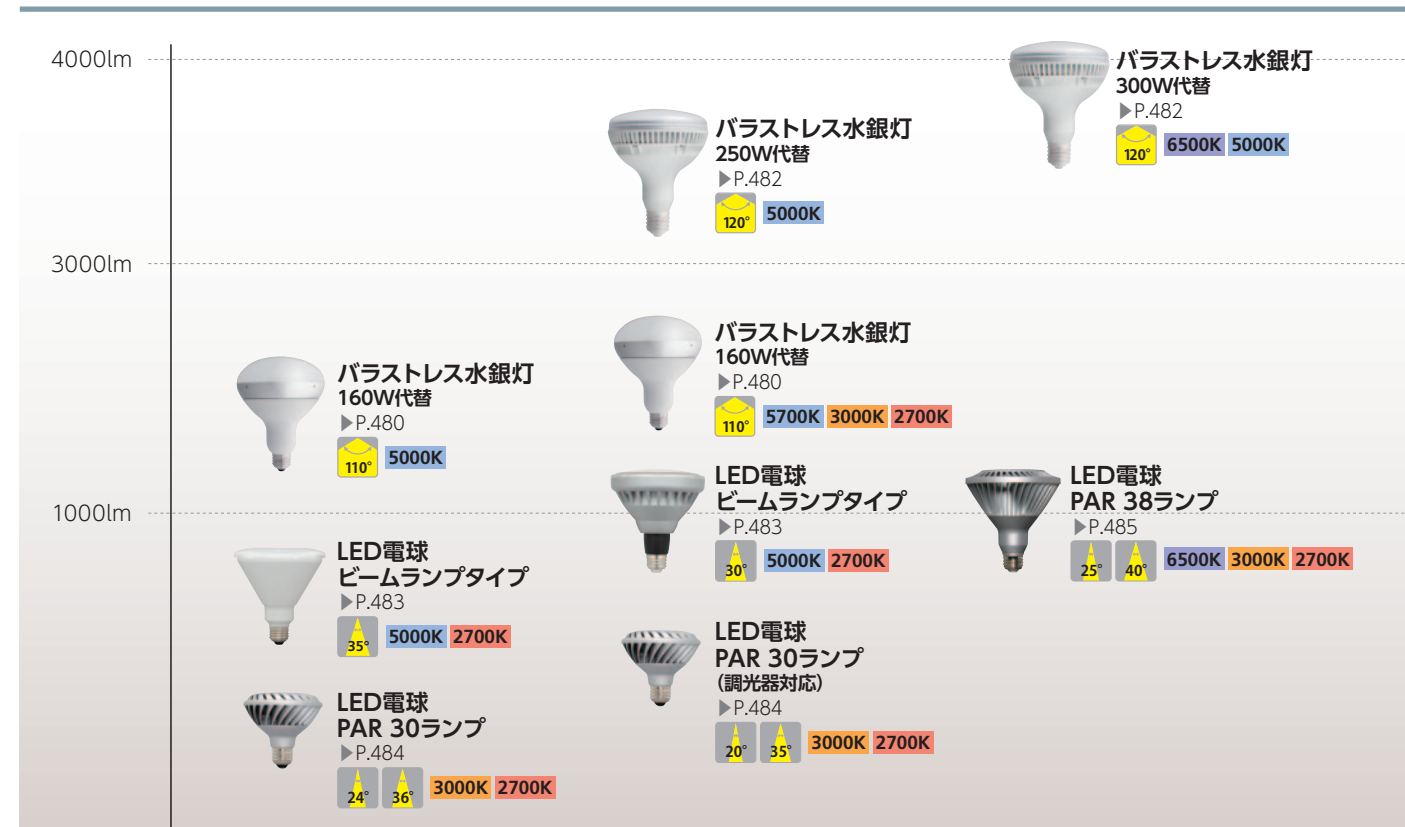 4000lm
バラストレス水銀灯
300W代替
▶P.482
120° 6500K 5000K
バラストレス水銀灯
250W代替
▶P.482
120° 5000K
3000lm
バラストレス水銀灯
160W代替
▶P.480
110° 5700K 3000K 2700K
バラストレス水銀灯
160W代替
▶P.480
110° 5000K
1000lm
LED電球
ビームランプタイプ
▶P.483
30° 5000K 2700K
LED電球
PAR 38ランプ
▶P.485
25° 40° 6500K 3000K 2700K
LED電球
ビームランプタイプ
▶P.483
35° 5000K 2700K
LED電球
PAR 30ランプ
(調光器対応)
▶P.484
20° 35° 3000K 2700K
LED電球
PAR 30ランプ
▶P.484
24° 36° 3000K 2700K